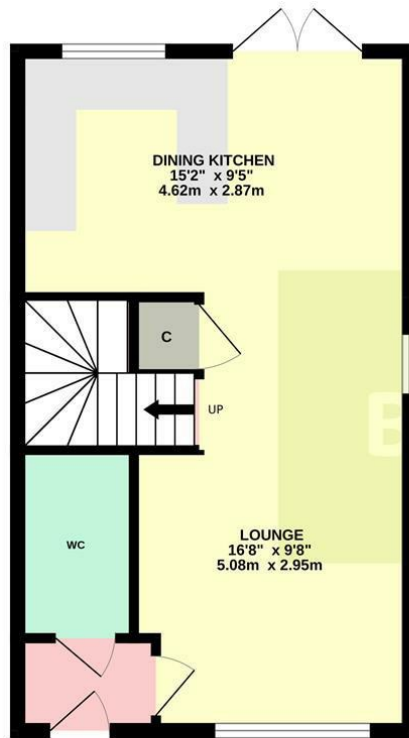 DINING KITCHEN
15'2" x 9'5"
4.62m x 2.87m
C
UP
WC
LOUNGE
16'8" x 9'8"
5.08m x 2.95m